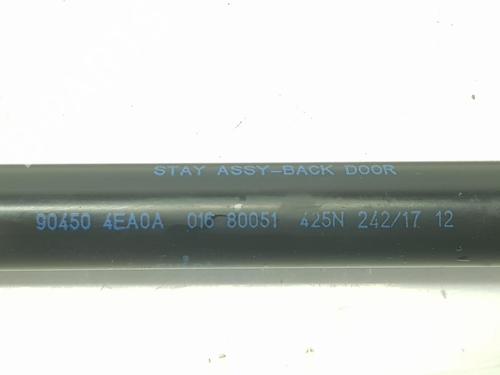 STAY ASSY-BACK DOOR
90450 4EA0A 016 80051 425N 242/17 12